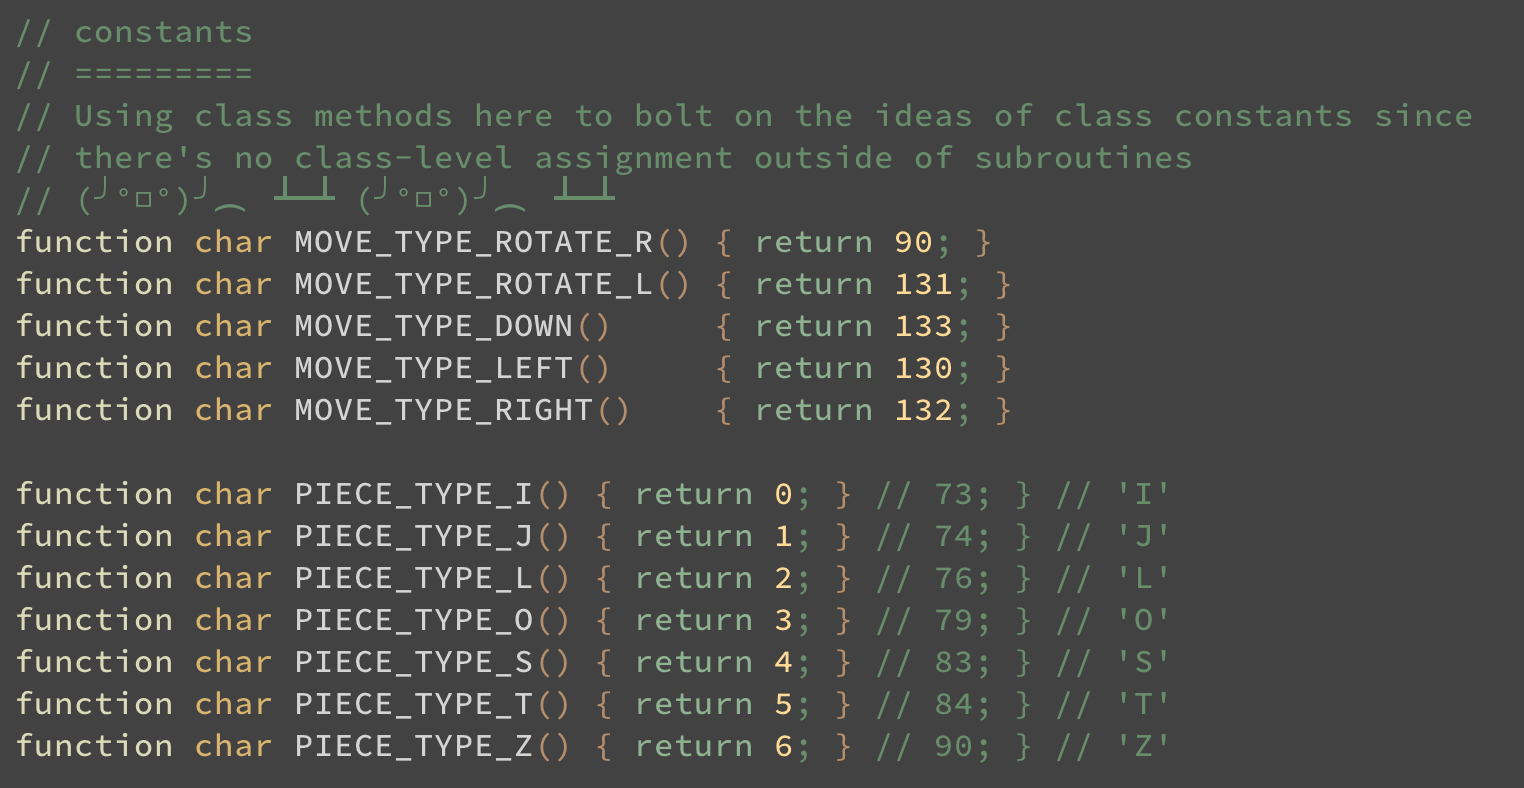 // constants
// =========
// Using class methods here to bolt on the ideas of class constants since
// there's no class-level assignment outside of subroutines
// (╯°□°)╯︵ ┻━┻ (╯°□°)╯︵ ┻━┻
function char MOVE_TYPE_ROTATE_R() { return 90; }
function char MOVE_TYPE_ROTATE_L() { return 131; }
function char MOVE_TYPE_DOWN()     { return 133; }
function char MOVE_TYPE_LEFT()     { return 130; }
function char MOVE_TYPE_RIGHT()    { return 132; }
function char PIECE_TYPE_I() { return 0; } // 73; } // 'I'
function char PIECE_TYPE_J() { return 1; } // 74; } // 'J'
function char PIECE_TYPE_L() { return 2; } // 76; } // 'L'
function char PIECE_TYPE_O() { return 3; } // 79; } // 'O'
function char PIECE_TYPE_S() { return 4; } // 83; } // 'S'
function char PIECE_TYPE_T() { return 5; } // 84; } // 'T'
function char PIECE_TYPE_Z() { return 6; } // 90; } // 'Z'